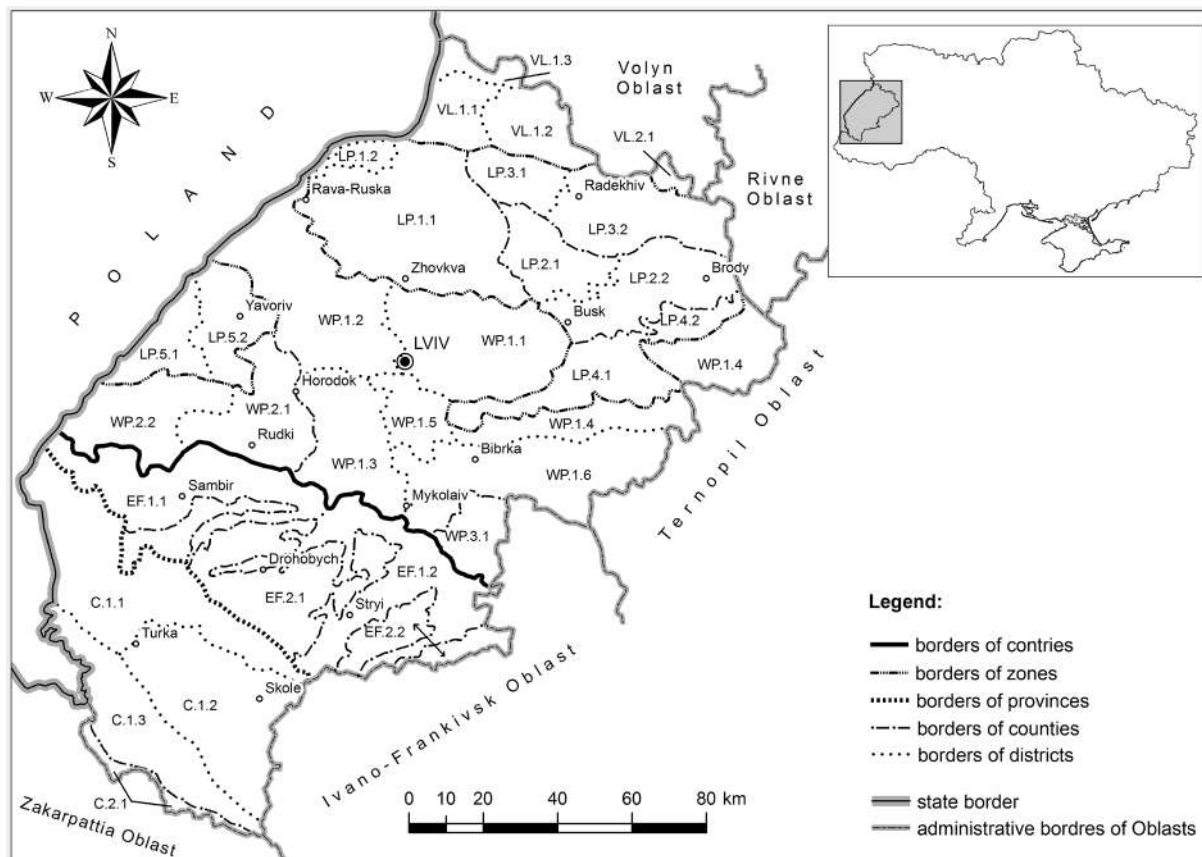 N
W
E
S
P O L A N D
VL.1.3
Volyn
Oblast
VL.1.1
VL.1.2
VL.2.1
Rivne
Oblast
LP.1.2
Rava-Ruska
LP.3.1
Radekhiv
LP.1.1
LP.3.2
Zhovkva
LP.2.1
LP.2.2
Brody
Yavoriv
WP.1.2
Busk
LP.4.2
LP.5.2
LVIV
WP.1.1
LP.5.1
WP.1.4
Horodok
LP.4.1
WP.2.2
WP.2.1
WP.1.5
WP.1.4
Rudki
Bibrka
WP.1.3
WP.1.6
Ternopil Oblast
Sambir
EF.1.1
Mykolaiv
WP.3.1
Drohobych
EF.1.2
C.1.1
EF.2.1
Stryi
EF.2.2
Turka
Skole
C.1.2
C.1.3
Ivano-Frankivsk Oblast
C.2.1
Zakarpattia Oblast
0 10 20 40 60 80 km
Legend:
borders of contries
borders of zones
borders of provinces
borders of counties
borders of districts
state border
administrative bordres of Oblasts